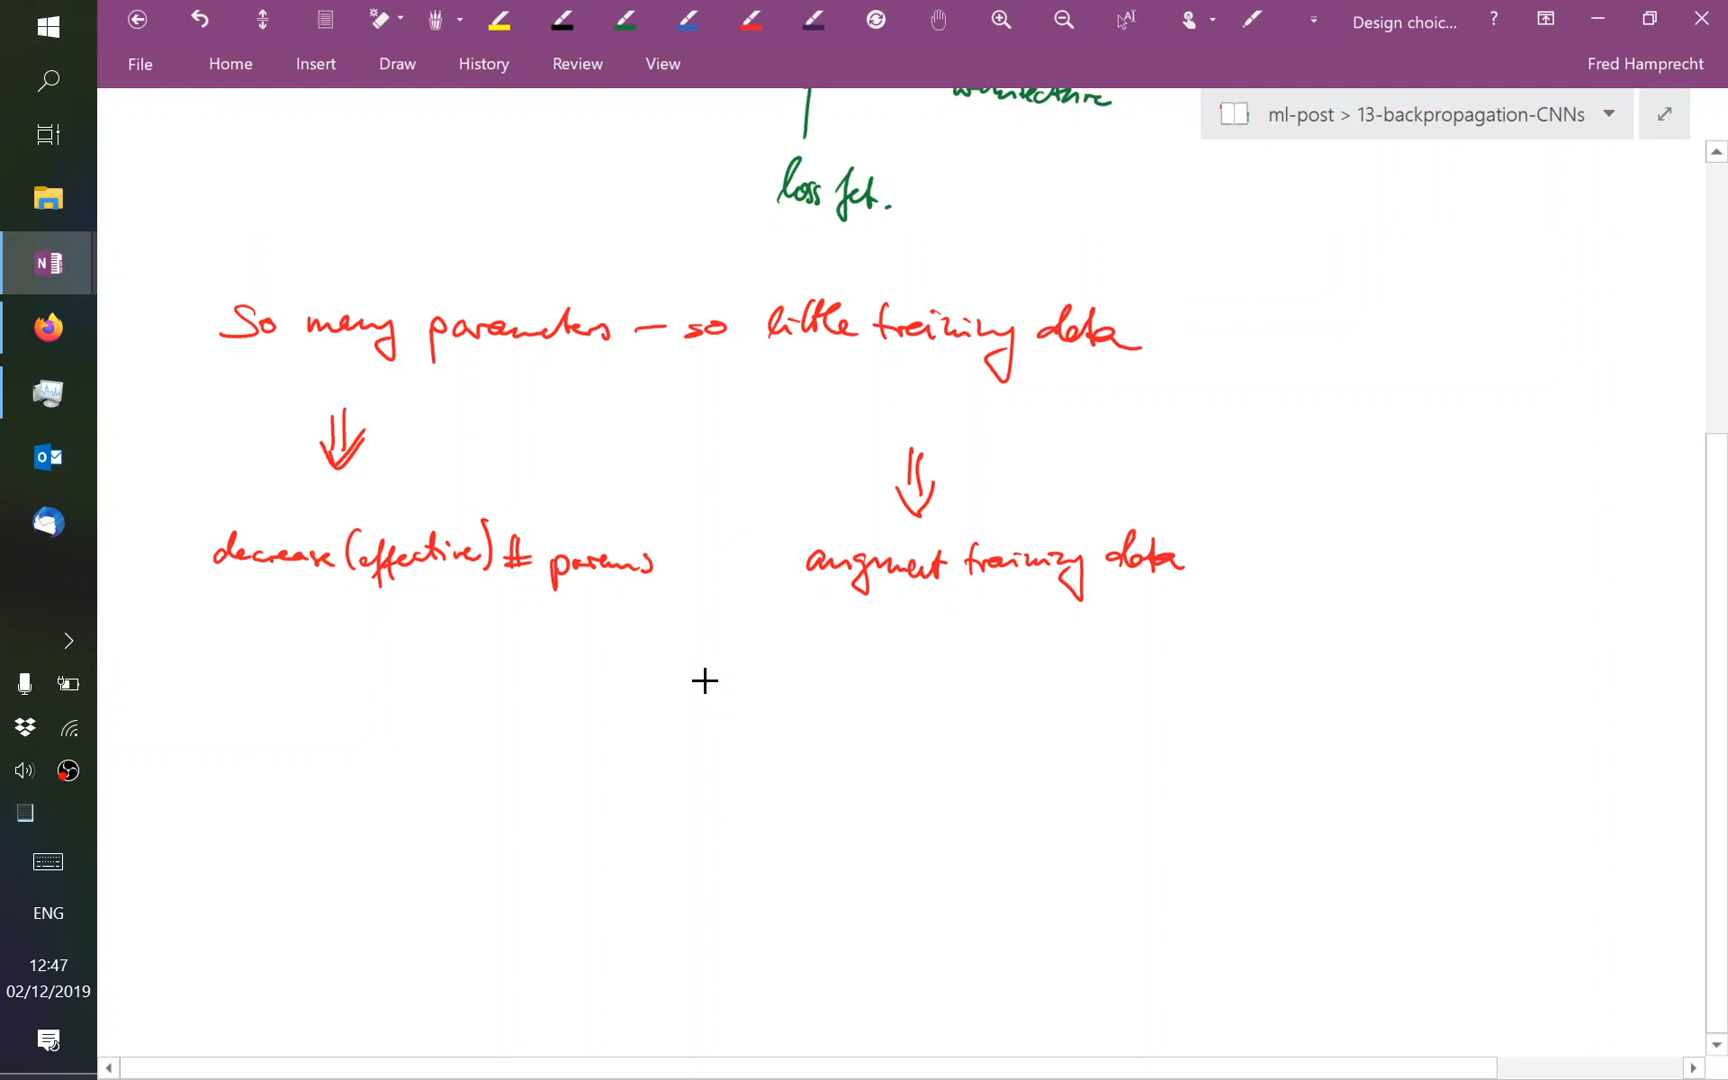 Design choic...
?
File
Home
Insert
Draw
History
Review
View
Fred Hamprecht
architecture
ml-post > 13-backpropagation-CNNs
loss fct.
So many parameters — so little training data
decrease (effective) # params
augment training data
ENG
12:47
02/12/2019